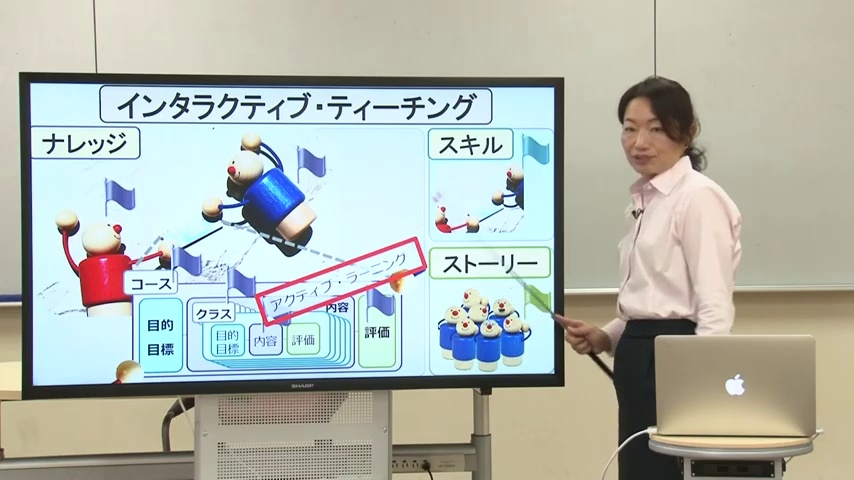 インタラクティブ・ティーチング
ナレッジ
スキル
ストーリー
コース
アクティブ・ラーニング
クラス
内容
目的
目標
目的
目標
内容
評価
評価
SHARP